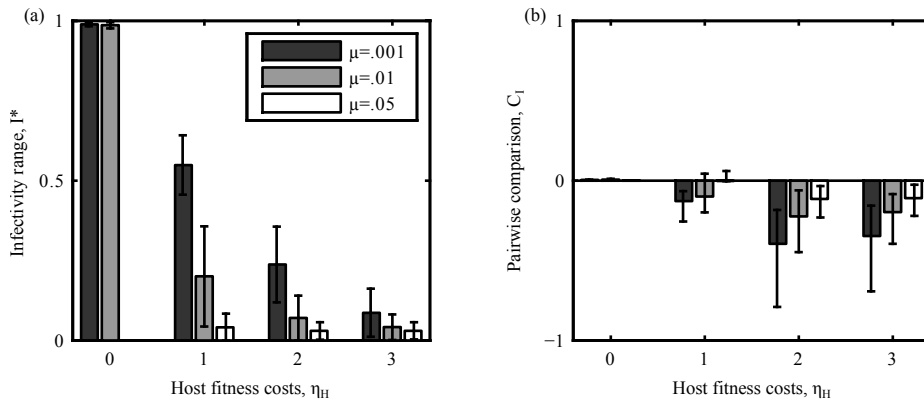 (a)
1
0.5
0
Infectivity range, I*
μ=.001
μ=.01
μ=.05
0 1 2 3
Host fitness costs, η_H
(b)
1
0
−1
Pairwise comparison, C_I
0 1 2 3
Host fitness costs, η_H